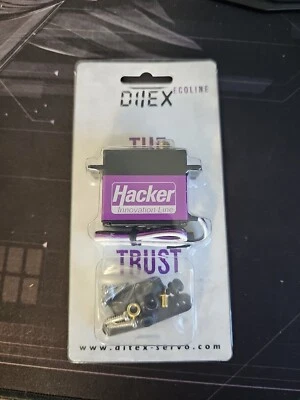 DITEX
ECOLINE
THE
Hacker
Innovation Line
TRUST
www.ditex-servo.com